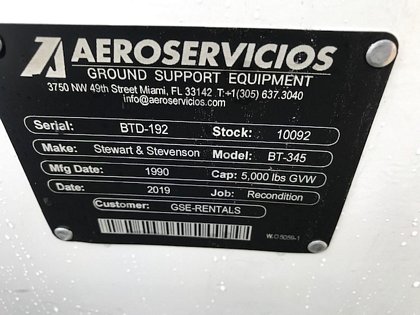 AEROSERVICIOS
GROUND SUPPORT EQUIPMENT
3750 NW 49th Street Miami, FL 33142 T:+1(305) 637.3040
info@aeroservicios.com
Serial: BTD-192 Stock: 10092
Make: Stewart & Stevenson Model: BT-345
Mfg Date: 1990 Cap: 5,000 lbs GVW
Date: 2019 Job: Recondition
Customer: GSE-RENTALS
W.O 5059-1